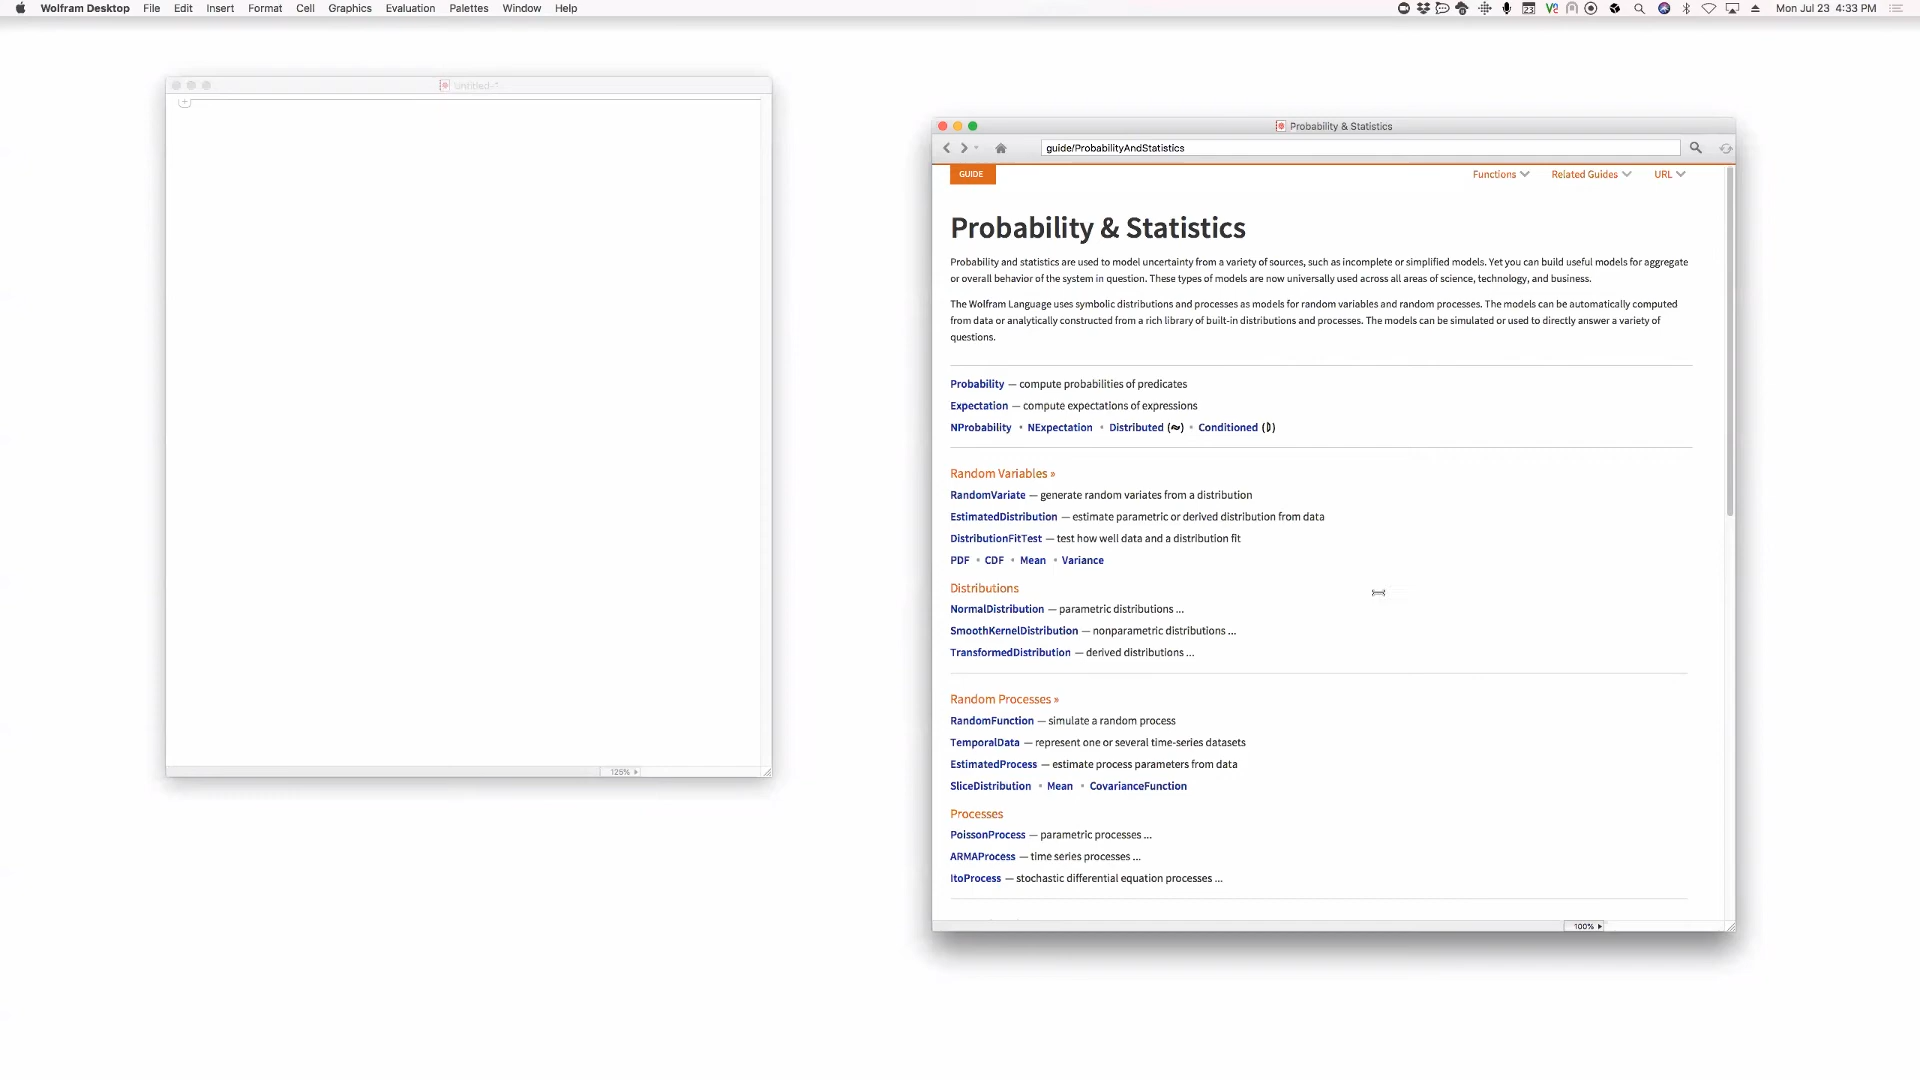 Wolfram Desktop File Edit Insert Format Cell Graphics Evaluation Palettes Window Help
Mon Jul 23 4:33 PM
Untitled-*
125%
Probability & Statistics
guide/ProbabilityAndStatistics
GUIDE
Functions Related Guides URL
Probability & Statistics
Probability and statistics are used to model uncertainty from a variety of sources, such as incomplete or simplified models. Yet you can build useful models for aggregate
or overall behavior of the system in question. These types of models are now universally used across all areas of science, technology, and business.
The Wolfram Language uses symbolic distributions and processes as models for random variables and random processes. The models can be automatically computed
from data or analytically constructed from a rich library of built-in distributions and processes. The models can be simulated or used to directly answer a variety of
questions.
Probability — compute probabilities of predicates
Expectation — compute expectations of expressions
NProbability • NExpectation • Distributed (≈) • Conditioned (⥽)
Random Variables »
RandomVariate — generate random variates from a distribution
EstimatedDistribution — estimate parametric or derived distribution from data
DistributionFitTest — test how well data and a distribution fit
PDF • CDF • Mean • Variance
Distributions
NormalDistribution — parametric distributions ...
SmoothKernelDistribution — nonparametric distributions ...
TransformedDistribution — derived distributions ...
Random Processes »
RandomFunction — simulate a random process
TemporalData — represent one or several time-series datasets
EstimatedProcess — estimate process parameters from data
SliceDistribution • Mean • CovarianceFunction
Processes
PoissonProcess — parametric processes ...
ARMAProcess — time series processes ...
ItoProcess — stochastic differential equation processes ...
100%